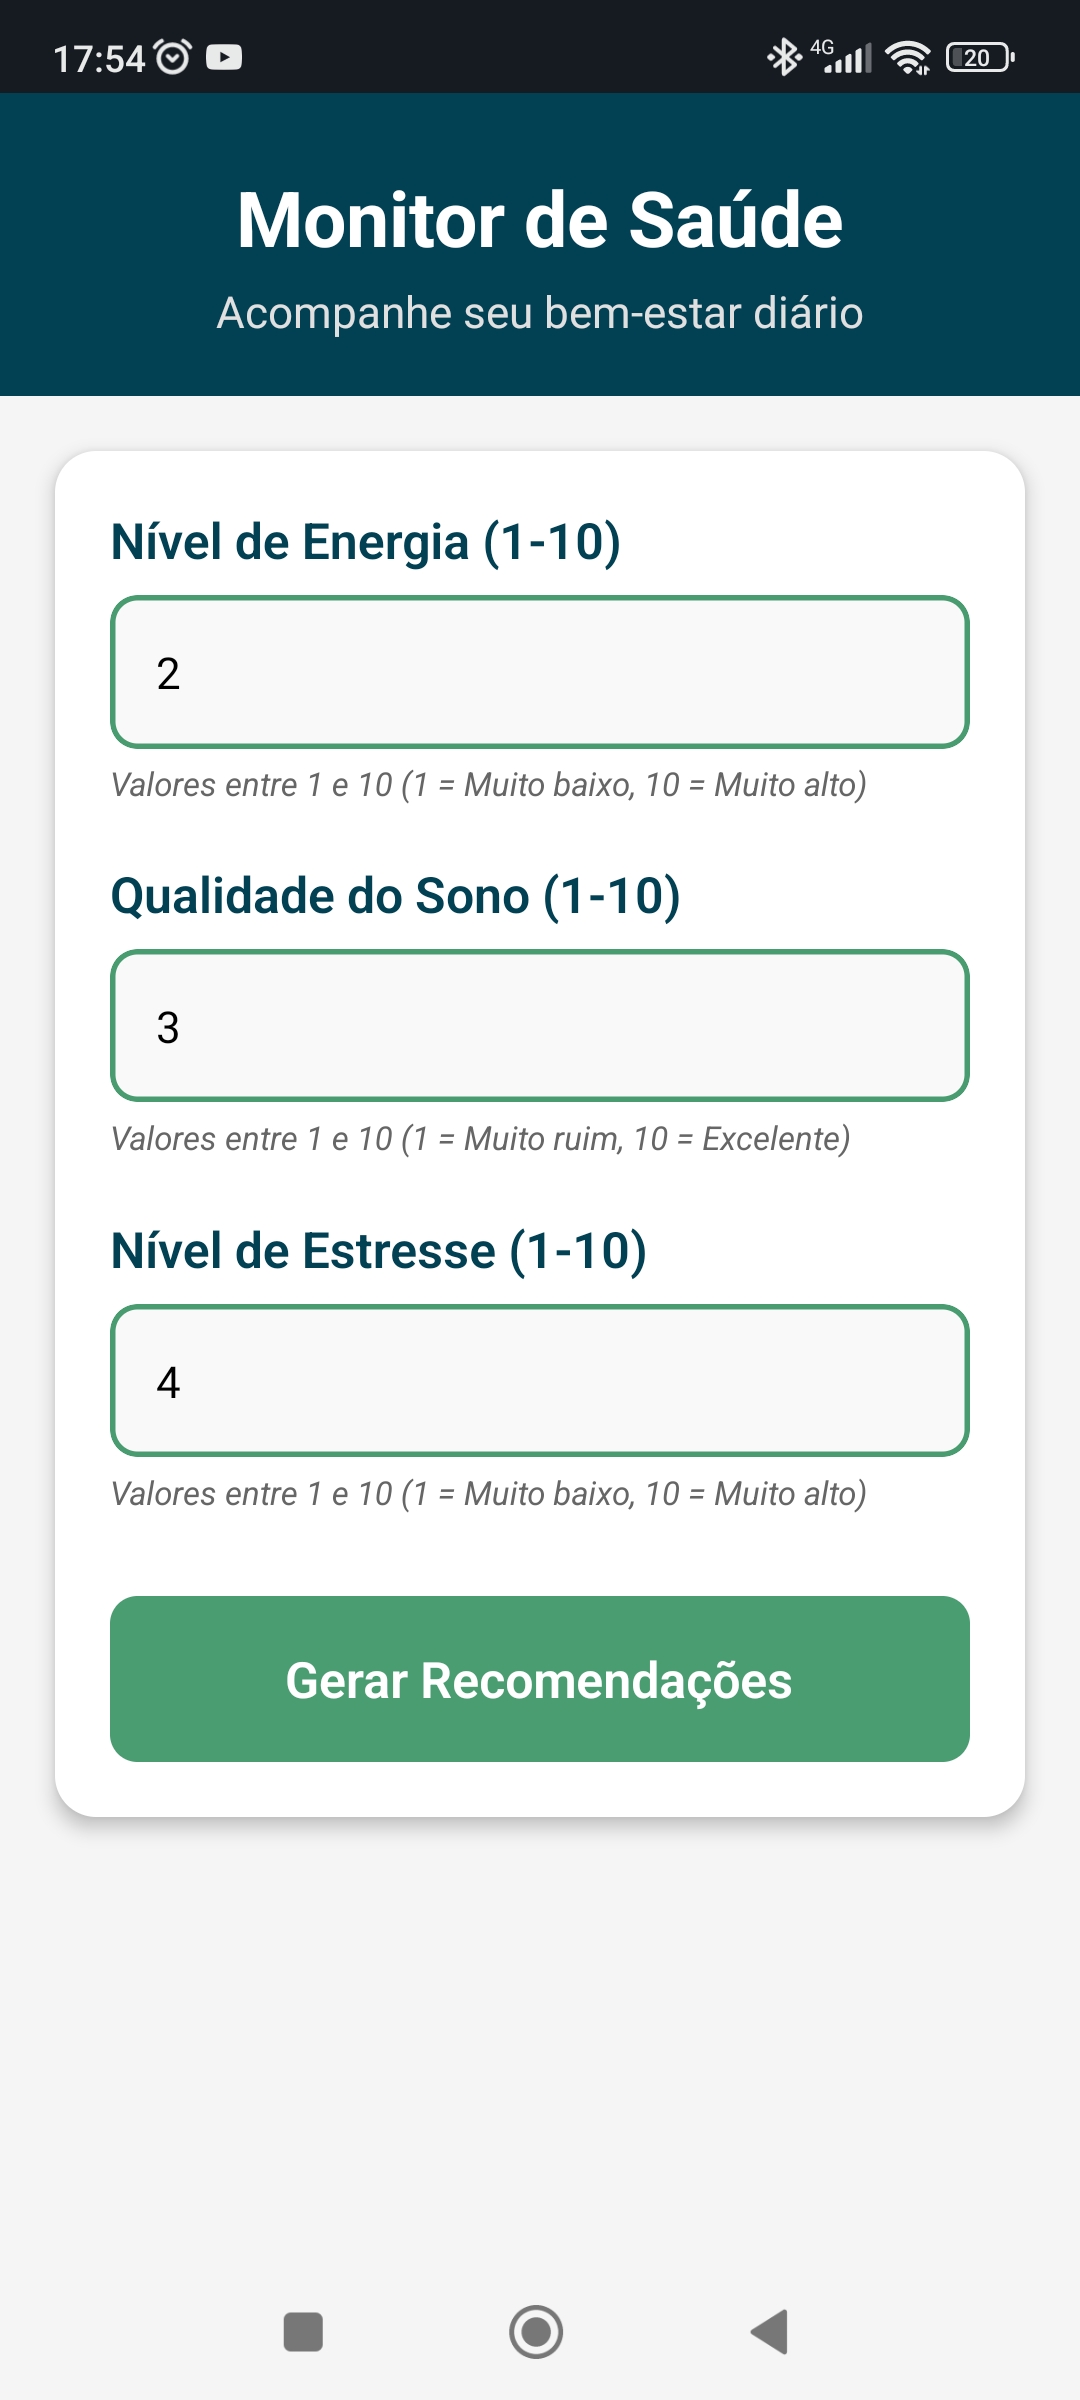 17:54 4G 20
Monitor de Saúde
Acompanhe seu bem-estar diário
Nível de Energia (1-10)
2
Valores entre 1 e 10 (1 = Muito baixo, 10 = Muito alto)
Qualidade do Sono (1-10)
3
Valores entre 1 e 10 (1 = Muito ruim, 10 = Excelente)
Nível de Estresse (1-10)
4
Valores entre 1 e 10 (1 = Muito baixo, 10 = Muito alto)
Gerar Recomendações